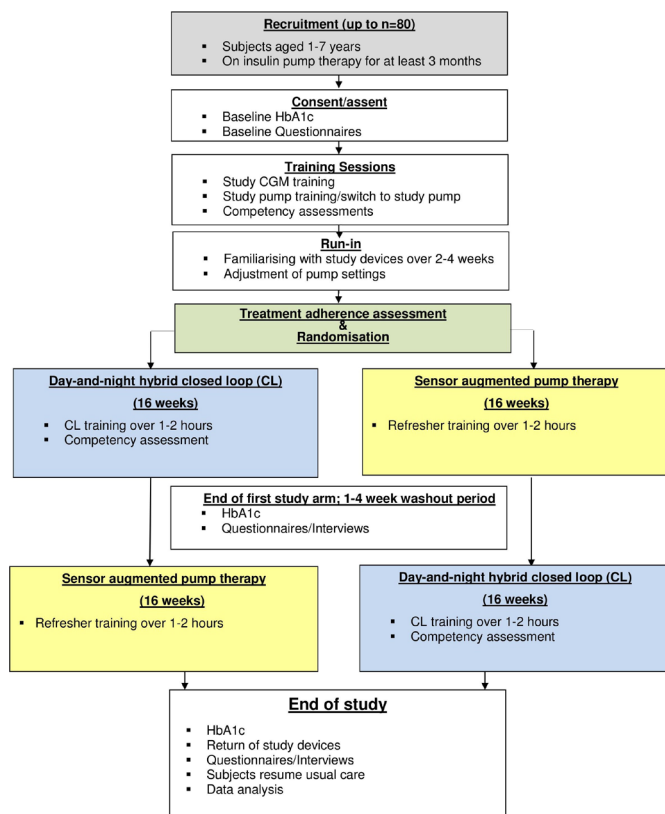 Recruitment (up to n=80)
▪ Subjects aged 1-7 years
▪ On insulin pump therapy for at least 3 months
Consent/assent
▪ Baseline HbA1c
▪ Baseline Questionnaires
Training Sessions
▪ Study CGM training
▪ Study pump training/switch to study pump
▪ Competency assessments
Run-in
▪ Familiarising with study devices over 2-4 weeks
▪ Adjustment of pump settings
Treatment adherence assessment
&
Randomisation
Day-and-night hybrid closed loop (CL)
(16 weeks)
▪ CL training over 1-2 hours
▪ Competency assessment
Sensor augmented pump therapy
(16 weeks)
▪ Refresher training over 1-2 hours
End of first study arm; 1-4 week washout period
▪ HbA1c
▪ Questionnaires/Interviews
Sensor augmented pump therapy
(16 weeks)
▪ Refresher training over 1-2 hours
Day-and-night hybrid closed loop (CL)
(16 weeks)
▪ CL training over 1-2 hours
▪ Competency assessment
End of study
▪ HbA1c
▪ Return of study devices
▪ Questionnaires/Interviews
▪ Subjects resume usual care
▪ Data analysis